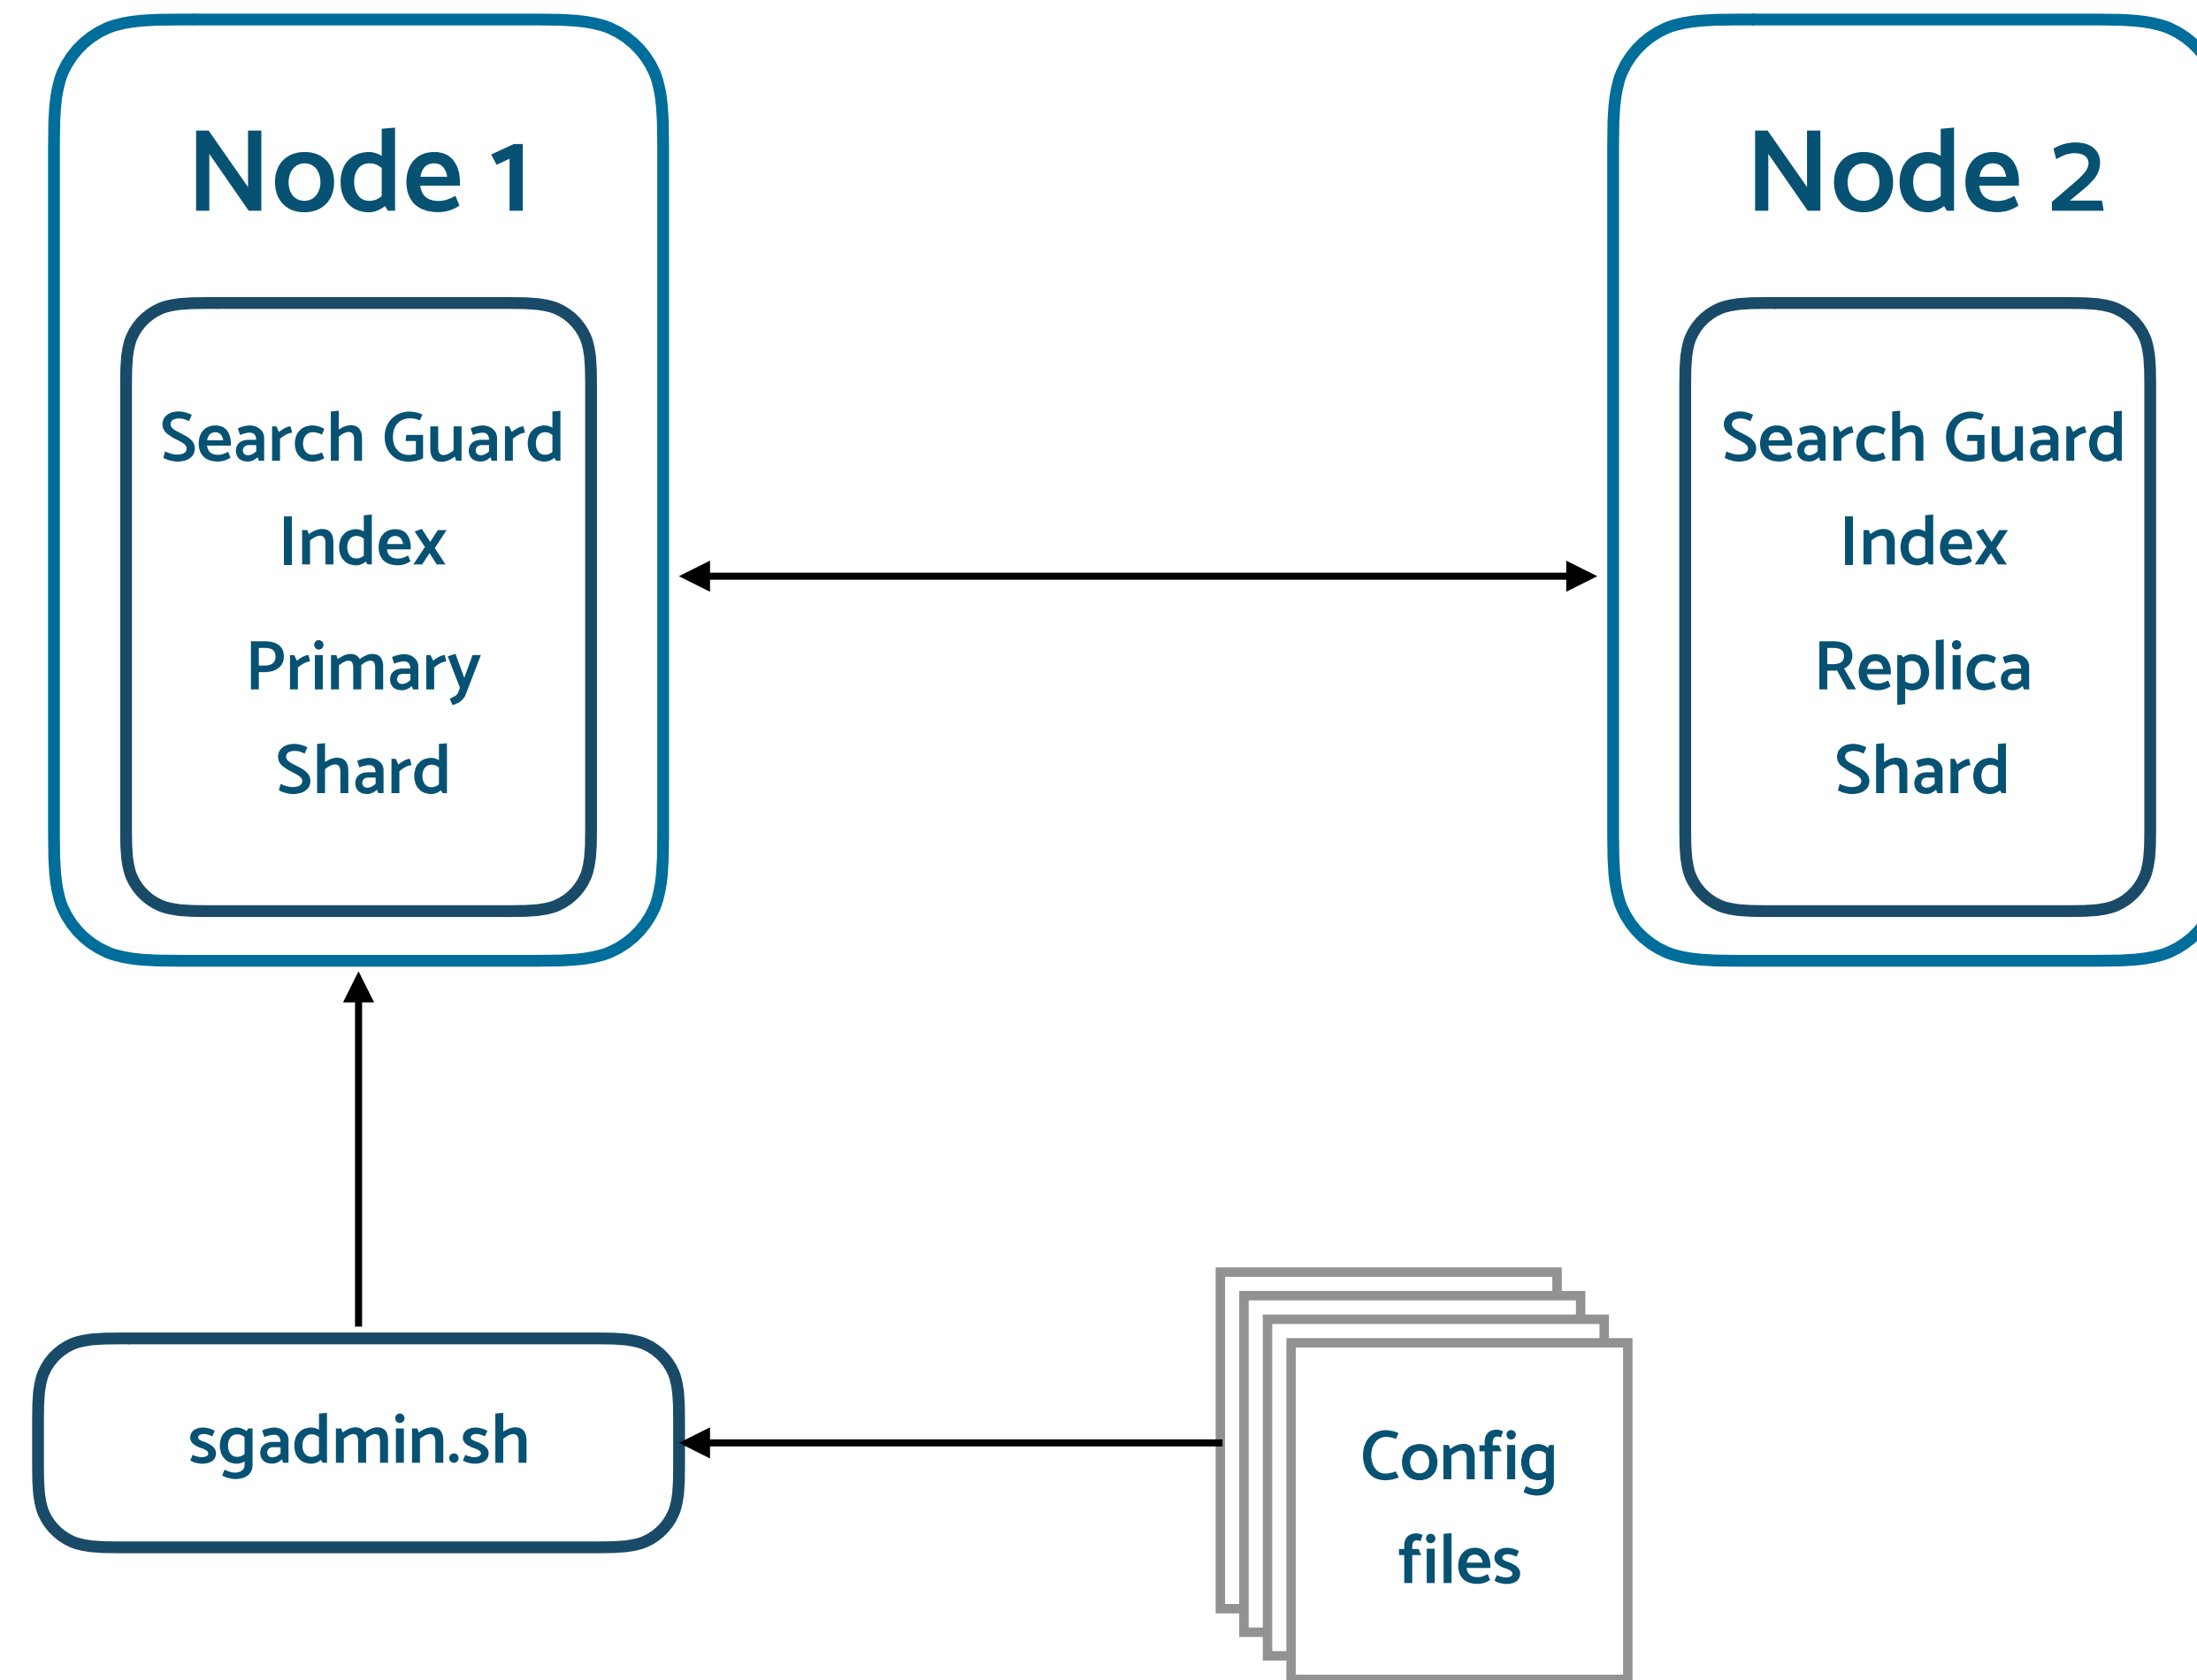 Node 1
Search Guard
Index
Primary
Shard
Node 2
Search Guard
Index
Replica
Shard
sgadmin.sh
Config
files